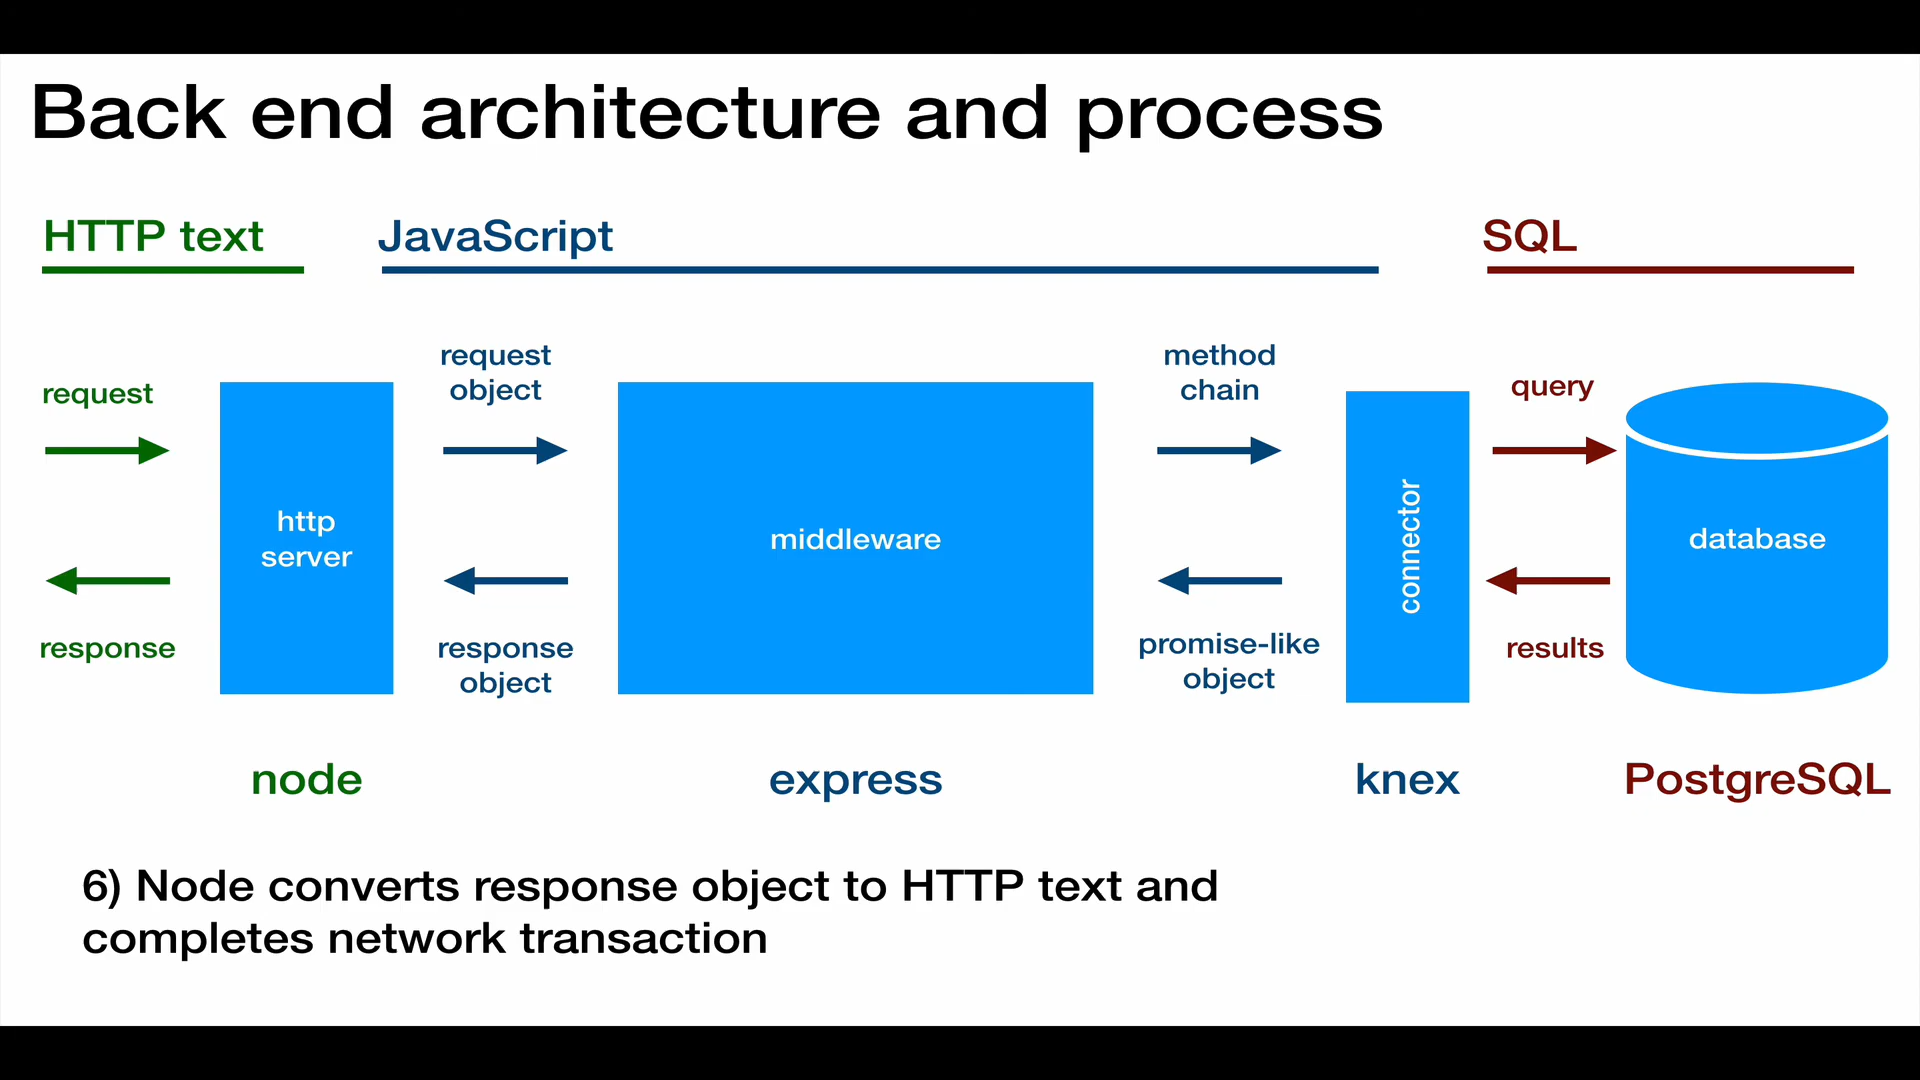 Back end architecture and process
HTTP text
JavaScript
SQL
request
request
object
method
chain
query
http
server
middleware
connector
database
response
response
object
promise-like
object
results
node
express
knex
PostgreSQL
6) Node converts response object to HTTP text and
completes network transaction